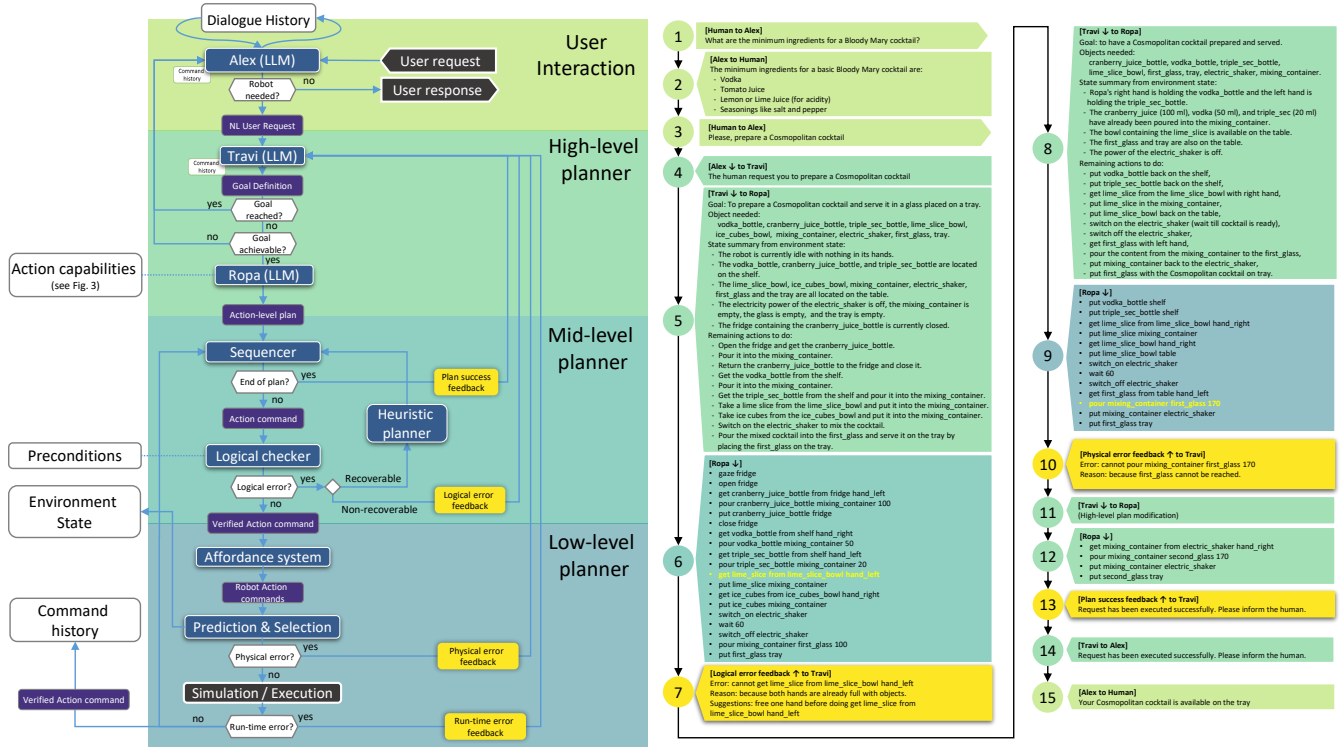 Dialogue History
User
Interaction
Alex (LLM)
User request
Command
history
Robot
needed?
no
User response
yes
NL User Request
High-level
planner
Travi (LLM)
Command
history
Goal Definition
yes
Goal
reached?
no
no
Goal
achievable?
yes
Action capabilities
(see Fig. 3)
Ropa (LLM)
Action-level plan
Mid-level
planner
Sequencer
End of plan?
yes
Plan success
feedback
no
Heuristic
planner
Action command
Preconditions
Logical checker
Logical error?
yes
Recoverable
Non-recoverable
Logical error
feedback
no
Environment
State
Verified Action command
Low-level
planner
Affordance system
Robot Action
commands
Command
history
Prediction & Selection
Physical error?
yes
Physical error
feedback
no
Simulation / Execution
Verified Action command
no
Run-time error?
yes
Run-time error
feedback
1
[Human to Alex]
What are the minimum ingredients for a Bloody Mary cocktail?
2
[Alex to Human]
The minimum ingredients for a basic Bloody Mary cocktail are:
- Vodka
- Tomato Juice
- Lemon or Lime Juice (for acidity)
- Seasonings like salt and pepper
3
[Human to Alex]
Please, prepare a Cosmopolitan cocktail
4
[Alex ↓ to Travi]
The human request you to prepare a Cosmopolitan cocktail
5
[Travi ↓ to Ropa]
Goal: To prepare a Cosmopolitan cocktail and serve it in a glass placed on a tray.
Object needed:
vodka_bottle, cranberry_juice_bottle, triple_sec_bottle, lime_slice_bowl,
ice_cubes_bowl, mixing_container, electric_shaker, first_glass, tray.
State summary from environment state:
- The robot is currently idle with nothing in its hands.
- The vodka_bottle, cranberry_juice_bottle, and triple_sec_bottle are located
on the shelf.
- The lime_slice_bowl, ice_cubes_bowl, mixing_container, electric_shaker,
first_glass and the tray are all located on the table.
- The electricity power of the electric_shaker is off, the mixing_container is
empty, the glass is empty, and the tray is empty.
- The fridge containing the cranberry_juice_bottle is currently closed.
Remaining actions to do:
- Open the fridge and get the cranberry_juice_bottle.
- Pour it into the mixing_container.
- Return the cranberry_juice_bottle to the fridge and close it.
- Get the vodka_bottle from the shelf.
- Pour it into the mixing_container.
- Get the triple_sec_bottle from the shelf and pour it into the mixing_container.
- Take a lime slice from the lime_slice_bowl and put it into the mixing_container.
- Take ice cubes from the ice_cubes_bowl and put it into the mixing_container.
- Switch on the electric_shaker to mix the cocktail.
- Pour the mixed cocktail into the first_glass and serve it on the tray by
placing the first_glass on the tray.
6
[Ropa ↓]
• gaze fridge
• open fridge
• get cranberry_juice_bottle from fridge hand_left
• pour cranberry_juice_bottle mixing_container 100
• put cranberry_juice_bottle fridge
• close fridge
• get vodka_bottle from shelf hand_right
• pour vodka_bottle mixing_container 50
• get triple_sec_bottle from shelf hand_left
• pour triple_sec_bottle mixing_container 20
• get lime_slice from lime_slice_bowl hand_left
• put lime_slice mixing_container
• get ice_cubes from ice_cubes_bowl hand_right
• put ice_cubes mixing_container
• switch_on electric_shaker
• wait 60
• switch_off electric_shaker
• pour mixing_container first_glass 100
• put first_glass tray
7
[Logical error feedback ↑ to Travi]
Error: cannot get lime_slice from lime_slice_bowl hand_left
Reason: because both hands are already full with objects.
Suggestions: free one hand before doing get lime_slice from
lime_slice_bowl hand_left
8
[Travi ↓ to Ropa]
Goal: to have a Cosmopolitan cocktail prepared and served.
Objects needed:
cranberry_juice_bottle, vodka_bottle, triple_sec_bottle,
lime_slice_bowl, first_glass, tray, electric_shaker, mixing_container.
State summary from environment state:
- Ropa's right hand is holding the vodka_bottle and the left hand is
holding the triple_sec_bottle.
- The cranberry_juice (100 ml), vodka (50 ml), and triple_sec (20 ml)
have already been poured into the mixing_container.
- The bowl containing the lime_slice is available on the table.
- The first_glass and tray are also on the table.
- The power of the electric_shaker is off.
Remaining actions to do:
- put vodka_bottle back on the shelf,
- put triple_sec_bottle back on the shelf,
- get lime_slice from the lime_slice_bowl with right hand,
- put lime_slice in the mixing_container,
- put lime_slice_bowl back on the table,
- switch on the electric_shaker (wait till cocktail is ready),
- switch off the electric_shaker,
- get first_glass with left hand,
- pour the content from the mixing_container to the first_glass,
- put mixing_container back to the electric_shaker,
- put first_glass with the Cosmopolitan cocktail on tray.
9
[Ropa ↓]
• put vodka_bottle shelf
• put triple_sec_bottle shelf
• get lime_slice from lime_slice_bowl hand_right
• put lime_slice mixing_container
• get lime_slice_bowl hand_right
• put lime_slice_bowl table
• switch_on electric_shaker
• wait 60
• switch_off electric_shaker
• get first_glass from table hand_left
• pour mixing_container first_glass 170
• put mixing_container electric_shaker
• put first_glass tray
10
[Physical error feedback ↑ to Travi]
Error: cannot pour mixing_container first_glass 170
Reason: because first_glass cannot be reached.
11
[Travi ↓ to Ropa]
(High-level plan modification)
12
[Ropa ↓]
• get mixing_container from electric_shaker hand_right
• pour mixing_container second_glass 170
• put mixing_container electric_shaker
• put second_glass tray
13
[Plan success feedback ↑ to Travi]
Request has been executed successfully. Please inform the human.
14
[Travi to Alex]
Request has been executed successfully. Please inform the human.
15
[Alex to Human]
Your Cosmopolitan cocktail is available on the tray